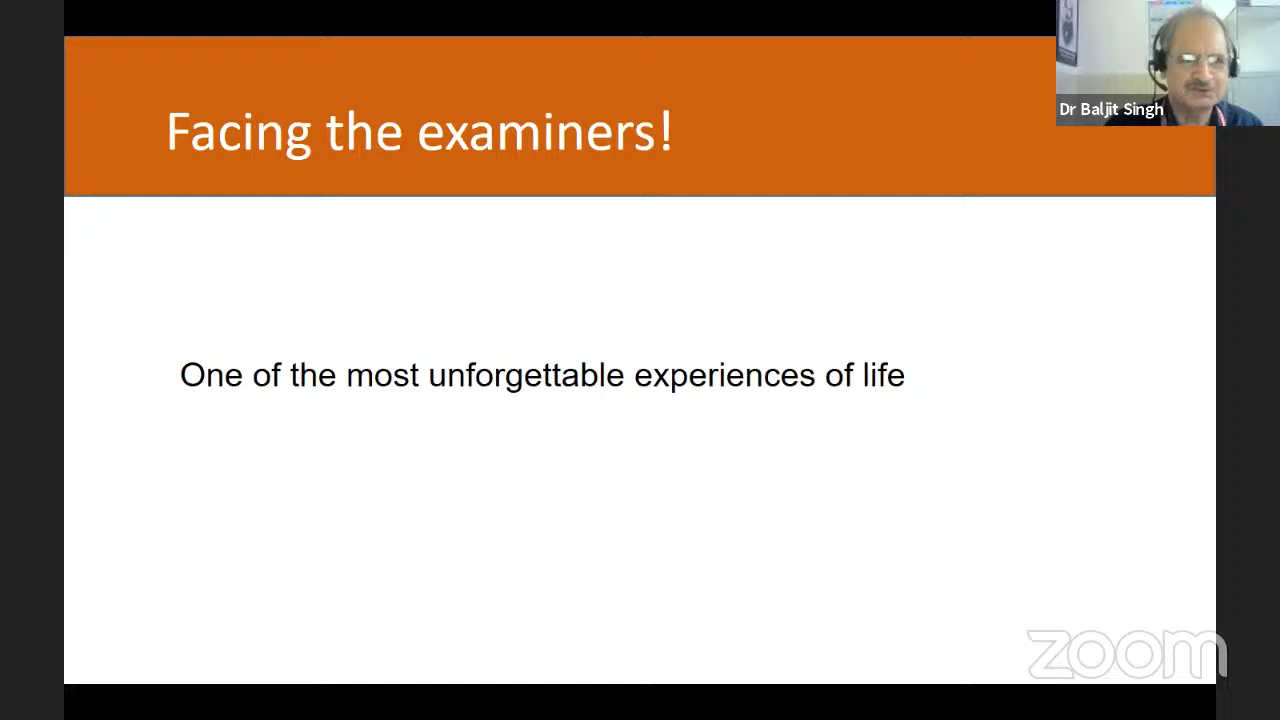 Facing the examiners!
Dr Baljit Singh
One of the most unforgettable experiences of life
zoom